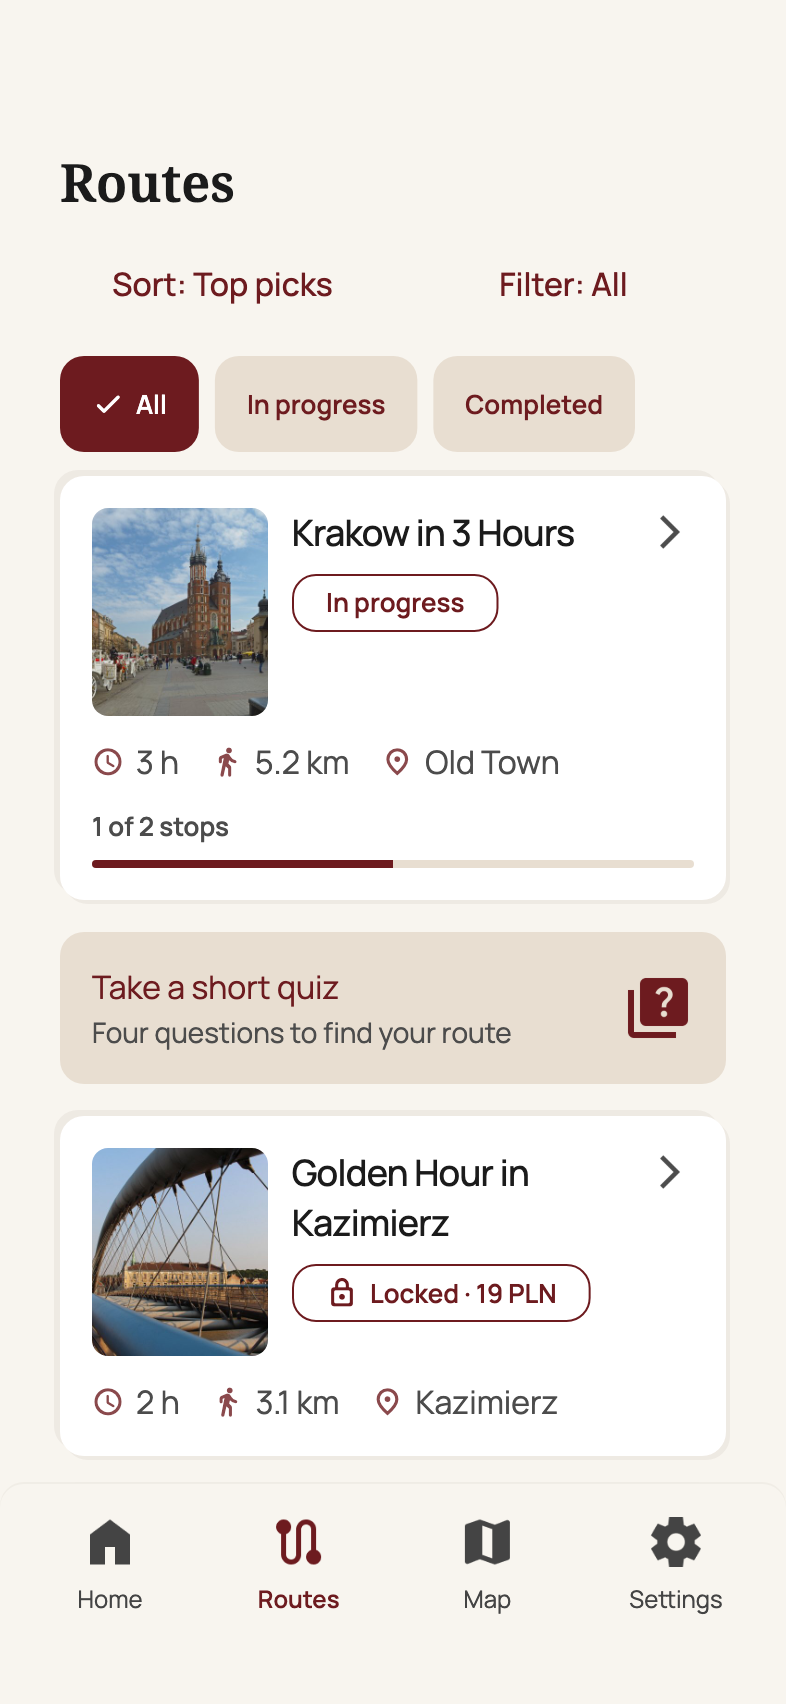 Routes
Sort: Top picks
Filter: All
All
In progress
Completed
Krakow in 3 Hours
In progress
3 h
5.2 km
Old Town
1 of 2 stops
Take a short quiz
Four questions to find your route
?
Golden Hour in
Kazimierz
Locked · 19 PLN
2 h
3.1 km
Kazimierz
Home
Routes
Map
Settings